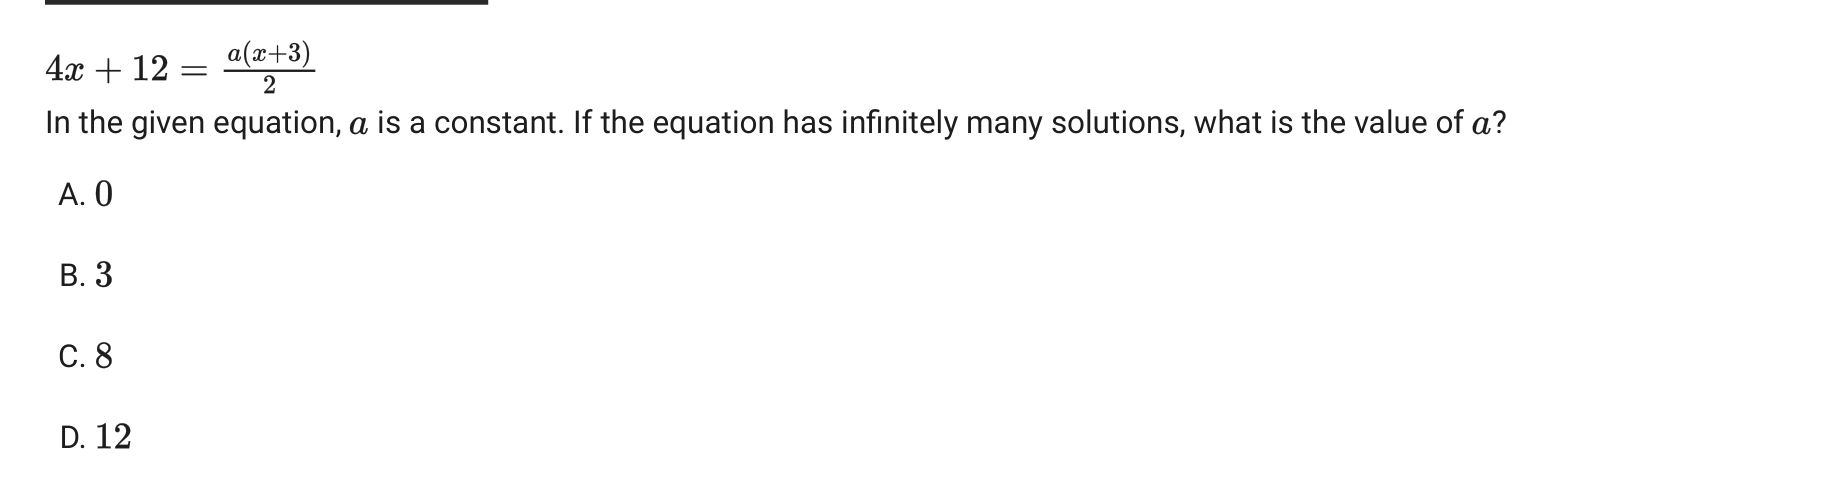 4x + 12 = a(x+3)/2
In the given equation, a is a constant. If the equation has infinitely many solutions, what is the value of a?
A. 0
B. 3
C. 8
D. 12